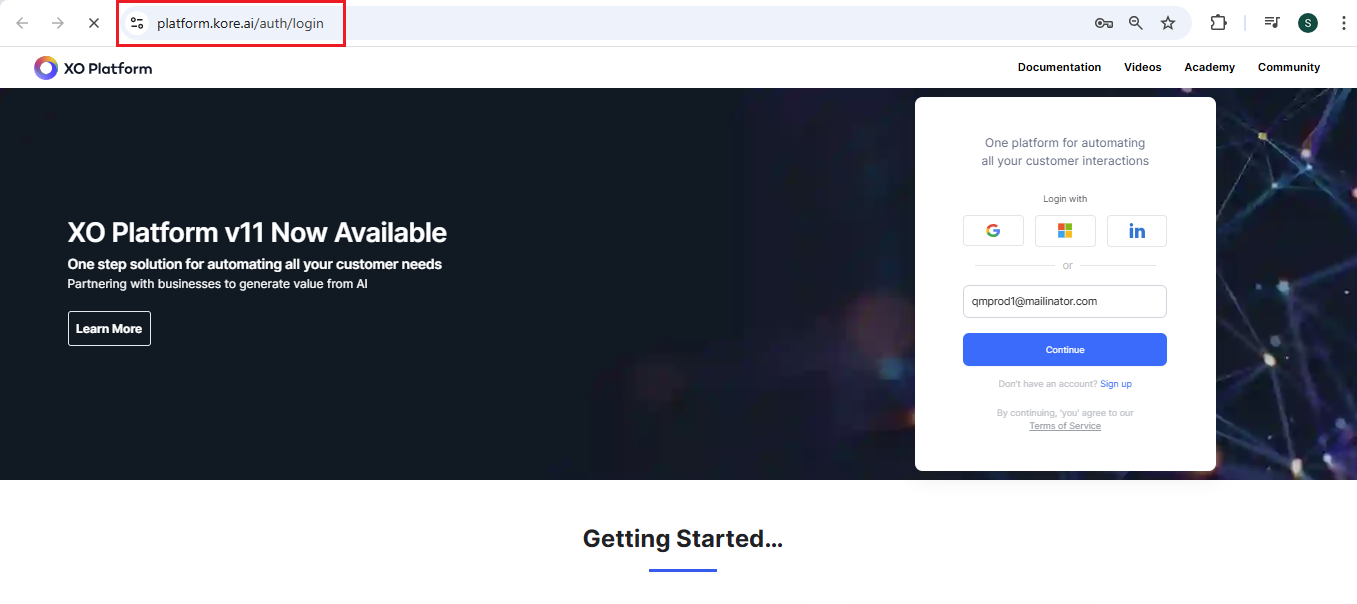 platform.kore.ai/auth/login
S
XO Platform
Documentation Videos Academy Community
XO Platform v11 Now Available
One step solution for automating all your customer needs
Partnering with businesses to generate value from AI
Learn More
One platform for automating
all your customer interactions
Login with
G
in
or
qmprod1@mailinator.com
Continue
Don't have an account? Sign up
By continuing, 'you' agree to our
Terms of Service
Getting Started...